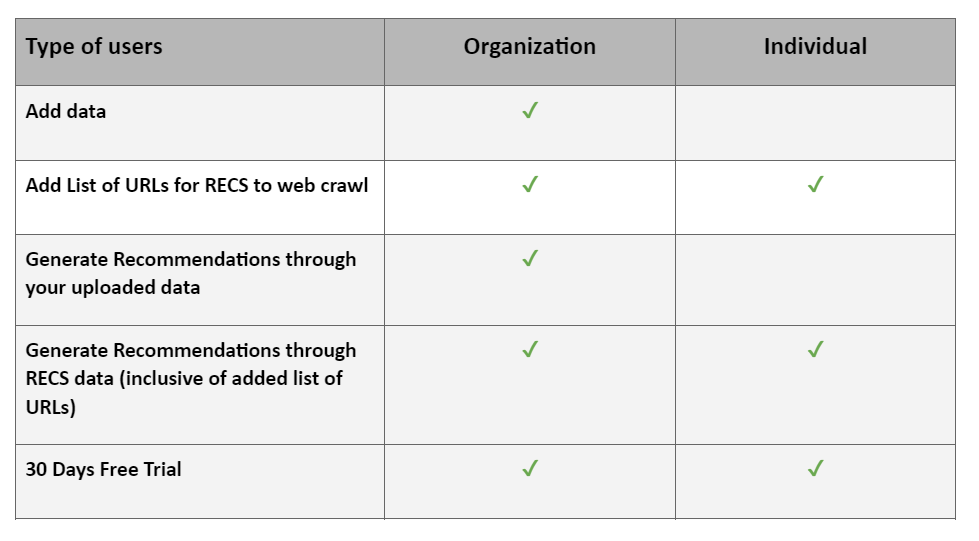 Type of users Organization Individual
Add data ✓
Add List of URLs for RECS to web crawl ✓ ✓
Generate Recommendations through ✓
your uploaded data
Generate Recommendations through ✓ ✓
RECS data (inclusive of added list of
URLs)
30 Days Free Trial ✓ ✓